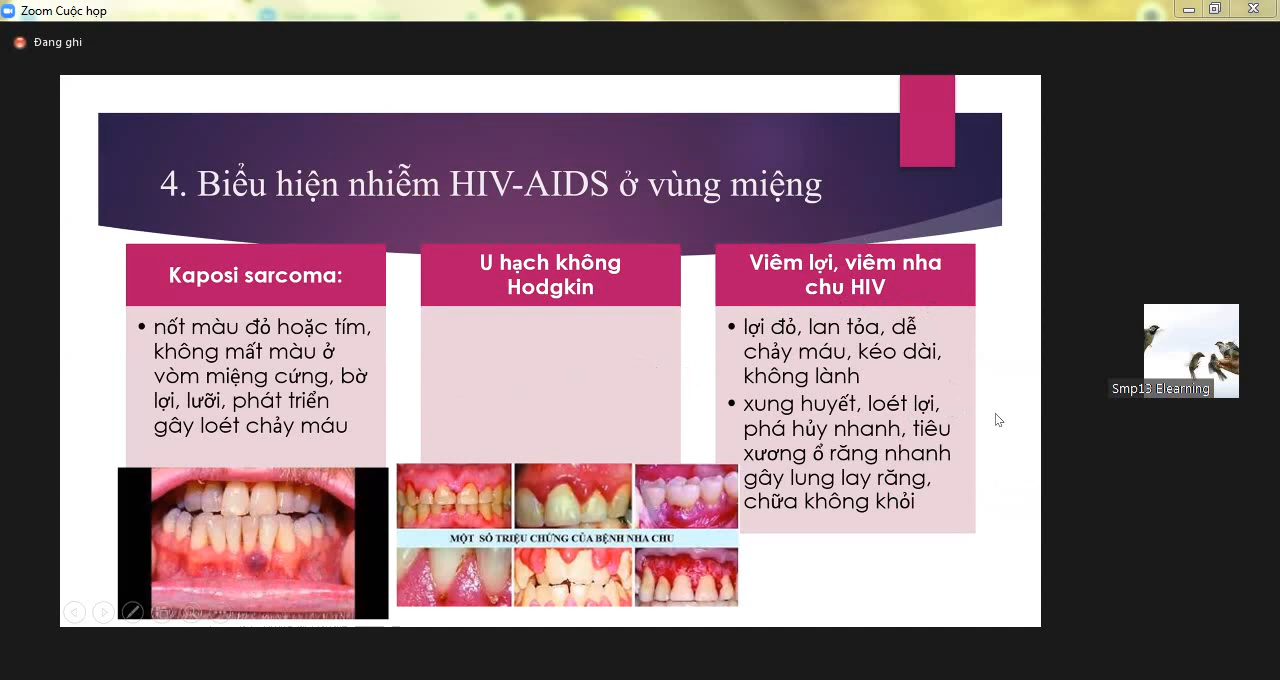 Zoom Cuộc họp
Đang ghi
4. Biểu hiện nhiễm HIV-AIDS ở vùng miệng
Kaposi sarcoma:
• nốt màu đỏ hoặc tím,
không mất màu ở
vòm miệng cứng, bờ
lợi, lưỡi, phát triển
gây loét chảy máu
U hạch không
Hodgkin
Viêm lợi, viêm nha
chu HIV
• lợi đỏ, lan tỏa, dễ
chảy máu, kéo dài,
không lành
• xung huyết, loét lợi,
phá hủy nhanh, tiêu
xương ổ răng nhanh
gây lung lay răng,
chữa không khỏi
MỘT SỐ TRIỆU CHỨNG CỦA BỆNH NHA CHU
Smp13 Elearning